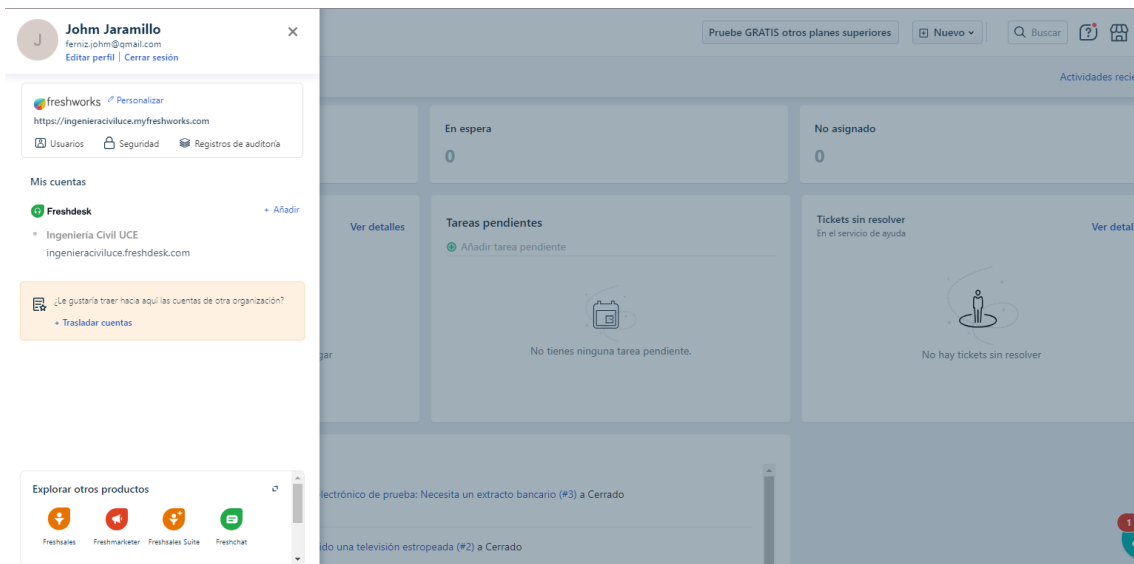 J
Johm Jaramillo
ferniz.johm@gmail.com
Editar perfil | Cerrar sesión
freshworks
Personalizar
https://ingenieraciviluce.myfreshworks.com
Usuarios
Seguridad
Registros de auditoría
Mis cuentas
Freshdesk
+ Añadir
Ingeniería Civil UCE
ingenieraciviluce.freshdesk.com
¿Le gustaría traer hacia aquí las cuentas de otra organización?
+ Trasladar cuentas
Explorar otros productos
Freshsales
Freshmarketer
Freshsales Suite
Freshchat
Pruebe GRATIS otros planes superiores
Nuevo
Buscar
Actividades recie
En espera
0
No asignado
0
Ver detalles
Tareas pendientes
Añadir tarea pendiente
No tienes ninguna tarea pendiente.
Tickets sin resolver
En el servicio de ayuda
Ver detal
No hay tickets sin resolver
gar
lectrónico de prueba: Necesita un extracto bancario (#3) a Cerrado
ido una televisión estropeada (#2) a Cerrado
1